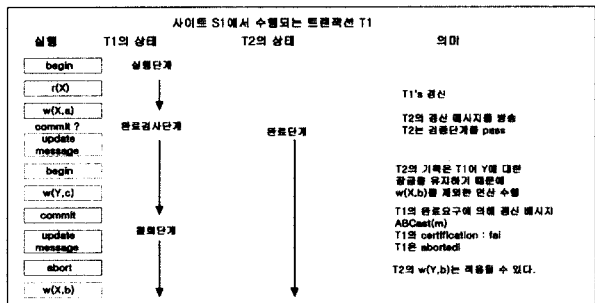 사이트 S1에서 수행되는 트랜잭션 T1
실행 T1의 상태 T2의 상태 의마
begin 실행단계
r(X)
T1's 갱신
w(X,a)
T2의 갱신 메시지를 방송
commit ? 완료검사단계 완료단계 T2는 검증단계를 pass
update
message
begin
T2의 기록은 T1이 Y에 대한
잠금을 유지하기 때문에
w(Y,c) w(X,b)를 제외한 연산 수행
commit T1의 완료요구에 의해 갱신 메시지
ABCast(m)
update 철회단계 T1의 certification : fai
message T1은 abortedi
abort T2의 w(Y,b)는 적용될 수 있다.
w(X,b)